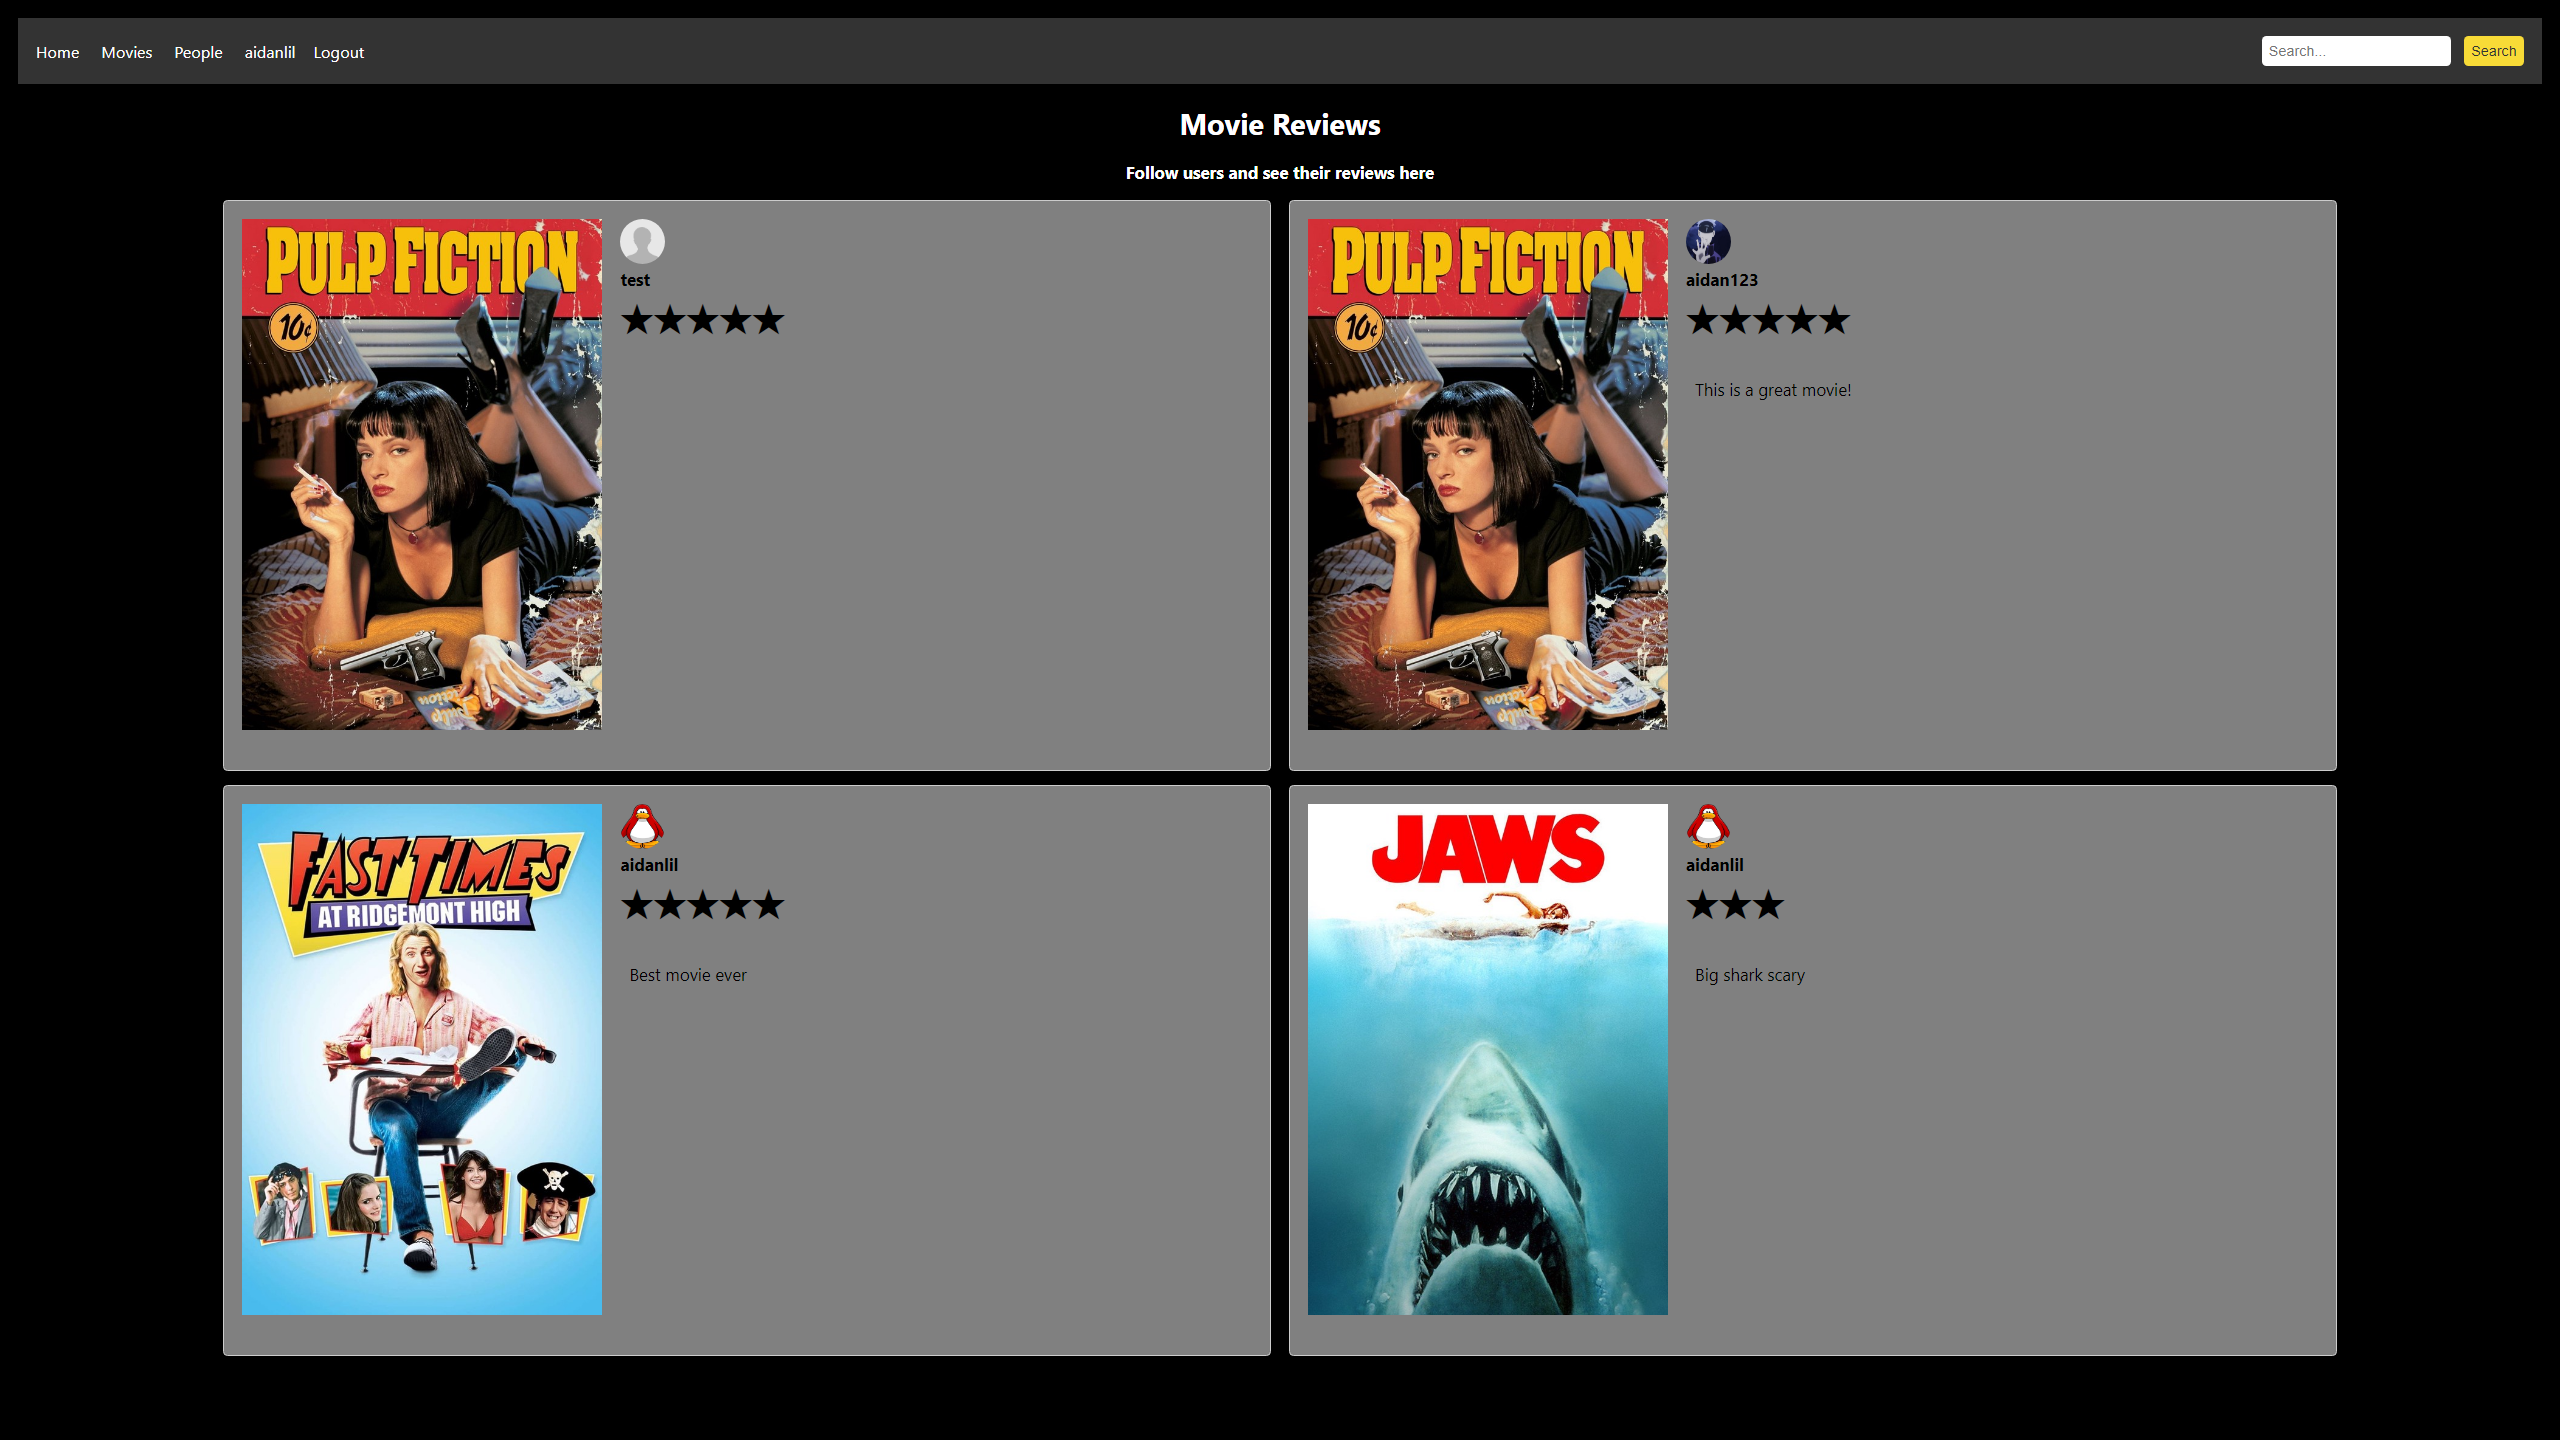 Home Movies People aidanlil Logout Search... Search
Movie Reviews
Follow users and see their reviews here
PULP FICTION
10¢
test
★★★★★
PULP FICTION
10¢
aidan123
★★★★★
This is a great movie!
FAST TIMES
AT RIDGEMONT HIGH
aidanlil
★★★★★
Best movie ever
JAWS
aidanlil
★★★
Big shark scary